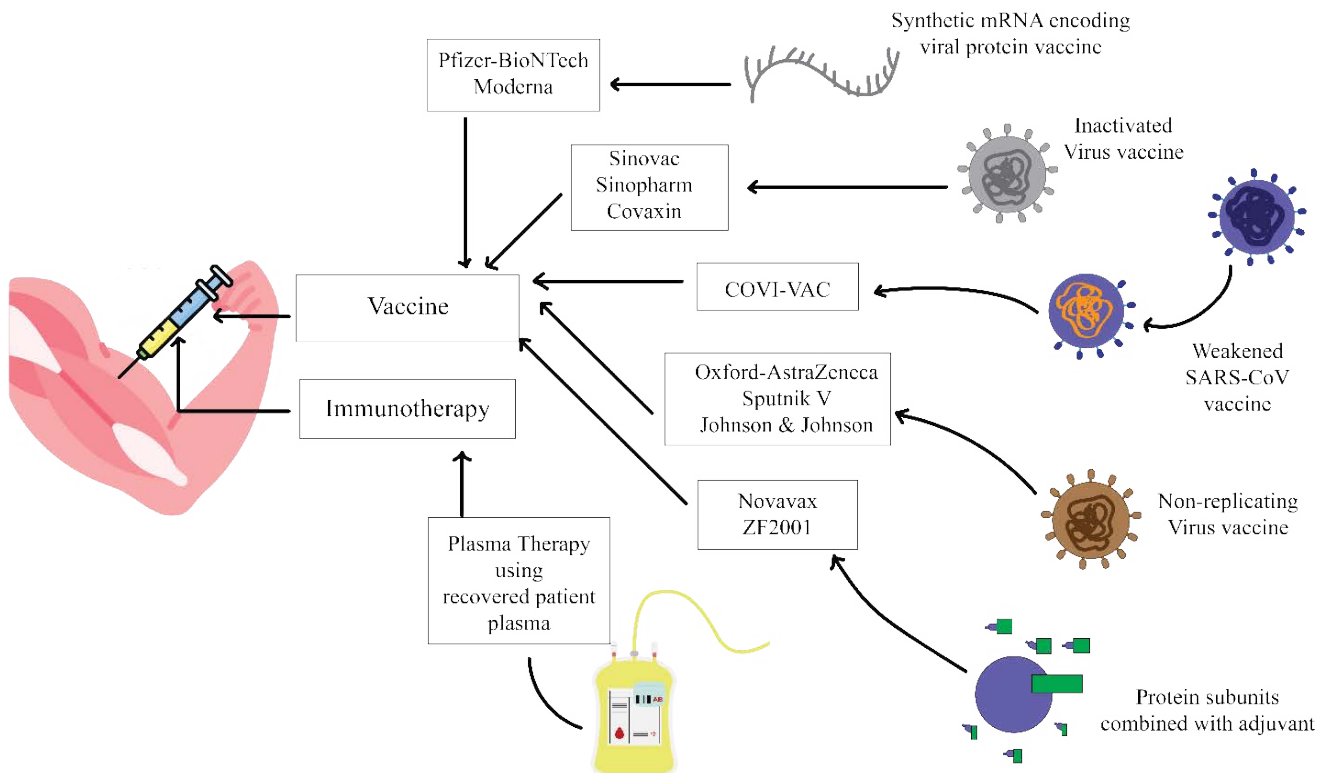 Synthetic mRNA encoding
viral protein vaccine
Pfizer-BioNTech
Moderna
Inactivated
Virus vaccine
Sinovac
Sinopharm
Covaxin
Vaccine
COVI-VAC
Weakened
SARS-CoV
vaccine
Oxford-AstraZeneca
Sputnik V
Johnson & Johnson
Immunotherapy
Novavax
ZF2001
Non-replicating
Virus vaccine
Plasma Therapy
using
recovered patient
plasma
AB
Protein subunits
combined with adjuvant